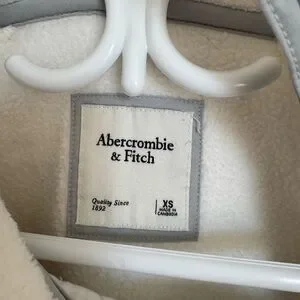 Abercrombie
& Fitch
Quality Since
1892
XS
MADE IN
CAMBODIA